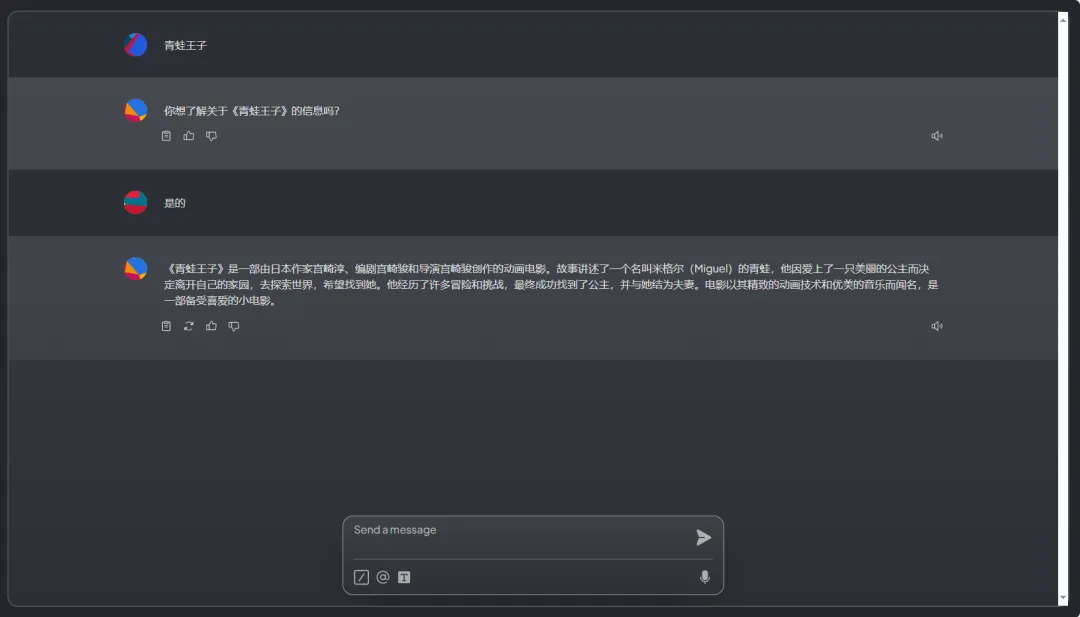 青蛙王子
你想了解关于《青蛙王子》的信息吗？
是的
《青蛙王子》是一部由日本作家宫崎淳、编剧宫崎骏和导演宫崎骏创作的动画电影。故事讲述了一个名叫米格尔（Miguel）的青蛙，他因爱上了一只美丽的公主而决
定离开自己的家园，去探索世界，希望找到她。他经历了许多冒险和挑战，最终成功找到了公主，并与她结为夫妻。电影以其精致的动画技术和优美的音乐而闻名，是
一部备受喜爱的小电影。
Send a message